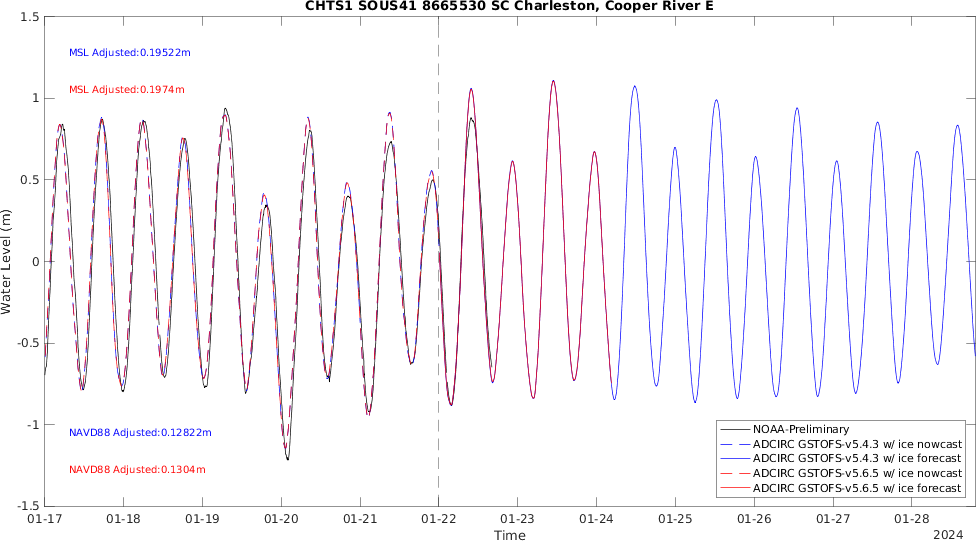 CHTS1 SOUS41 8665530 SC Charleston, Cooper River E
1.5
1
0.5
0
-0.5
-1
-1.5
Water Level (m)
MSL Adjusted:0.19522m
MSL Adjusted:0.1974m
NAVD88 Adjusted:0.12822m
NAVD88 Adjusted:0.1304m
NOAA-Preliminary
ADCIRC GSTOFS-v5.4.3 w/ ice nowcast
ADCIRC GSTOFS-v5.4.3 w/ ice forecast
ADCIRC GSTOFS-v5.6.5 w/ ice nowcast
ADCIRC GSTOFS-v5.6.5 w/ ice forecast
01-17 01-18 01-19 01-20 01-21 01-22 01-23 01-24 01-25 01-26 01-27 01-28
Time
2024